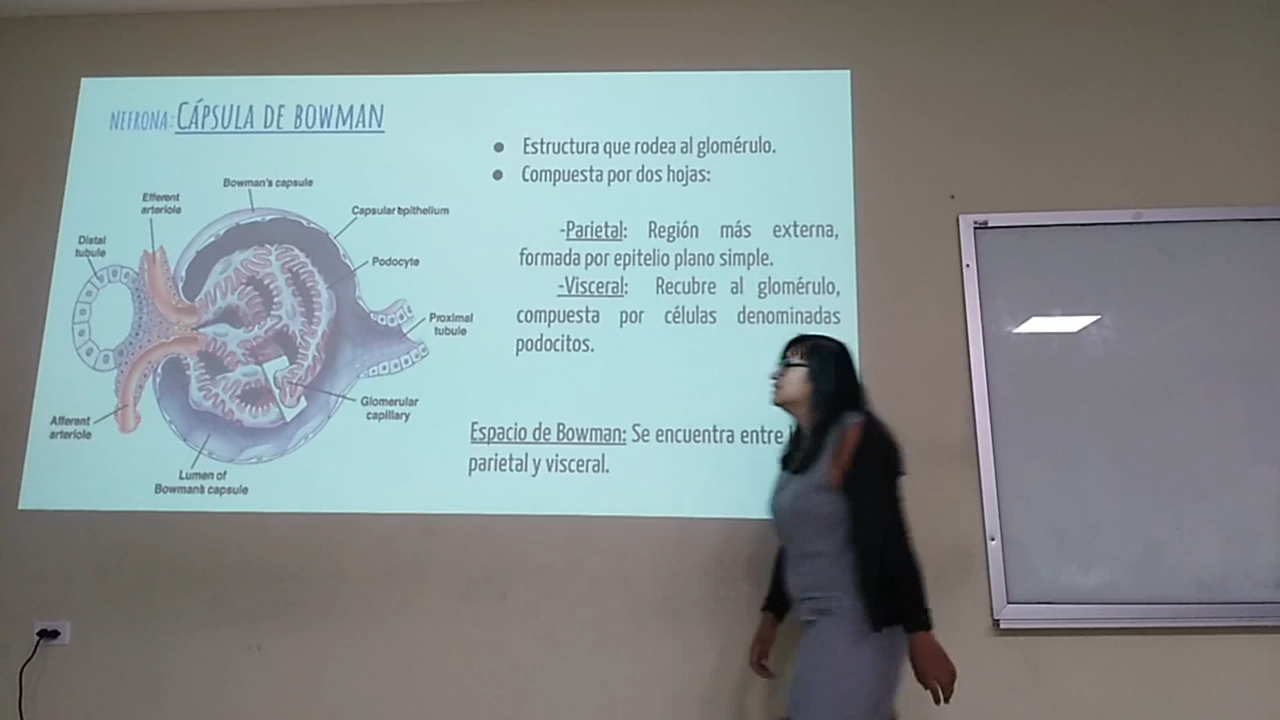 NEFRONA: CÁPSULA DE BOWMAN
Bowman's capsule
Efferent
arteriole
Capsular epithelium
Distal
tubule
Podocyte
Proximal
tubule
Glomerular
capillary
Afferent
arteriole
Lumen of
Bowman's capsule
● Estructura que rodea al glomérulo.
● Compuesta por dos hojas:
-Parietal: Región más externa,
formada por epitelio plano simple.
-Visceral: Recubre al glomérulo,
compuesta por células denominadas
podocitos.
Espacio de Bowman: Se encuentra entre
parietal y visceral.